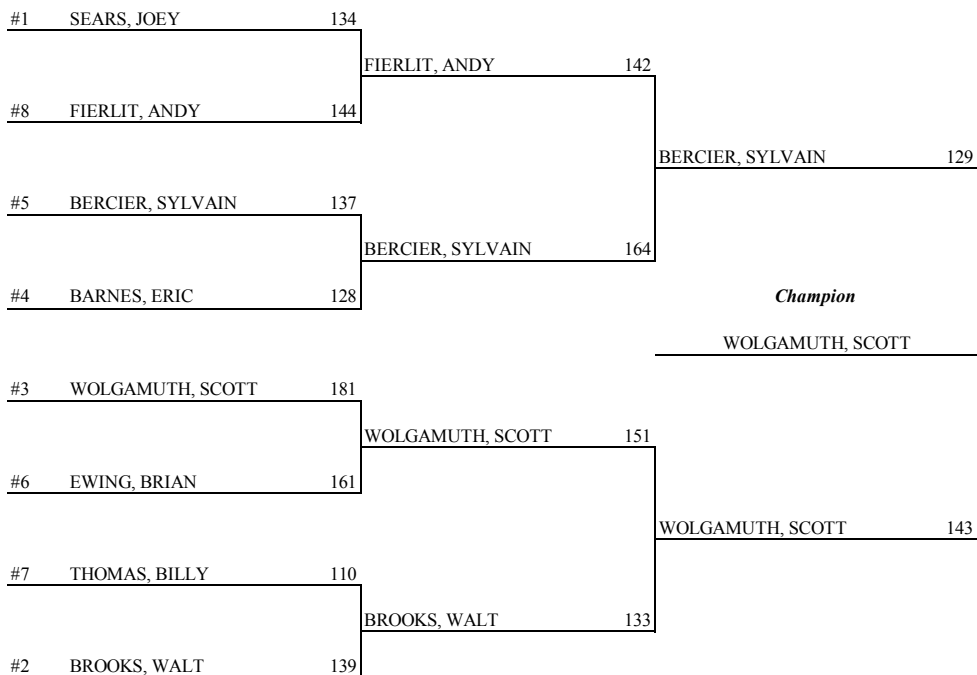 #1 SEARS, JOEY 134
FIERLIT, ANDY 142
#8 FIERLIT, ANDY 144
BERCIER, SYLVAIN 129
#5 BERCIER, SYLVAIN 137
BERCIER, SYLVAIN 164
#4 BARNES, ERIC 128
Champion
WOLGAMUTH, SCOTT
#3 WOLGAMUTH, SCOTT 181
WOLGAMUTH, SCOTT 151
#6 EWING, BRIAN 161
WOLGAMUTH, SCOTT 143
#7 THOMAS, BILLY 110
BROOKS, WALT 133
#2 BROOKS, WALT 139